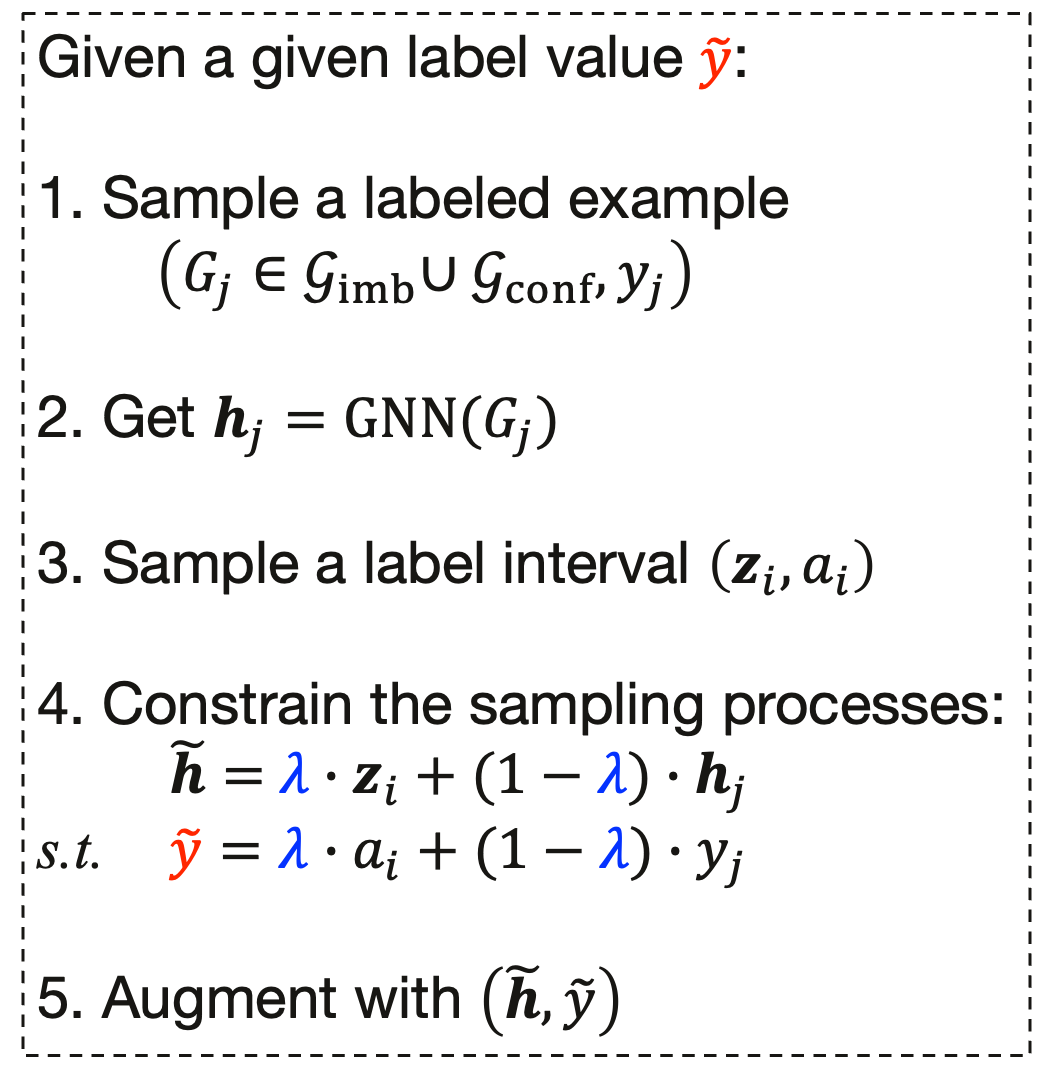 Given a given label value ỹ:
1. Sample a labeled example
(G_j ∈ 𝒢_imb ∪ 𝒢_conf, y_j)
2. Get 𝒉_j = GNN(G_j)
3. Sample a label interval (𝒛_i, a_i)
4. Constrain the sampling processes:
𝒉̃ = λ · 𝒛_i + (1 − λ) · 𝒉_j
s.t. ỹ = λ · a_i + (1 − λ) · y_j
5. Augment with (𝒉̃, ỹ)